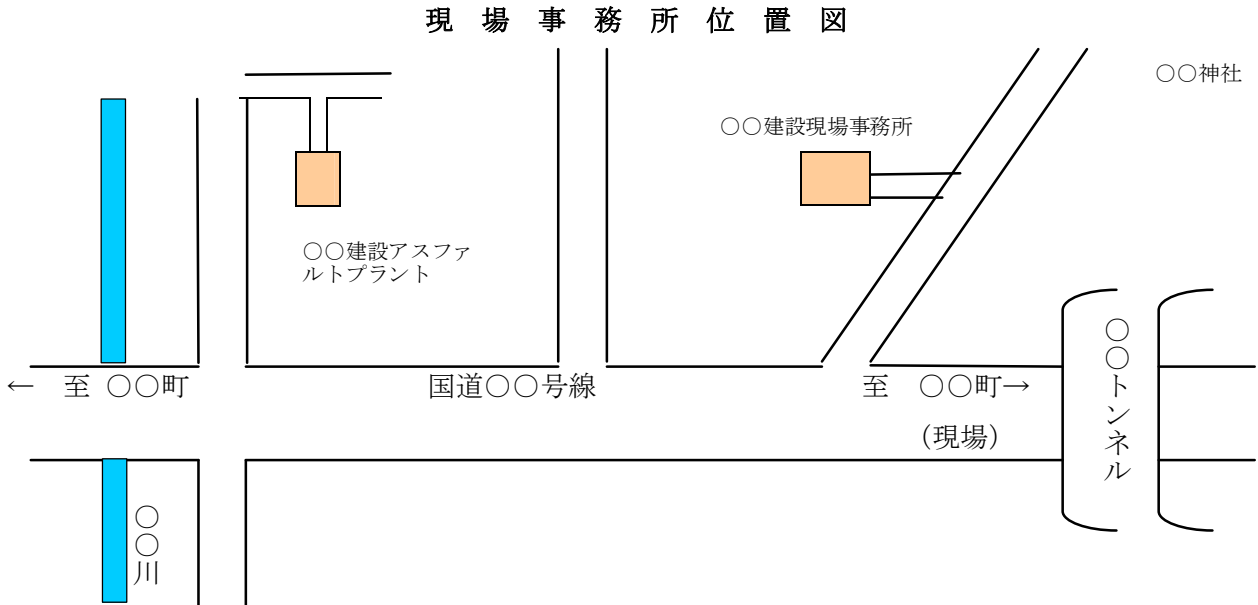 現場事務所位置図
○○神社
○○建設現場事務所
○○建設アスファ
ルトプラント
← 至 ○○町
国道○○号線
至 ○○町→
（現場）
○○トンネル
○○川